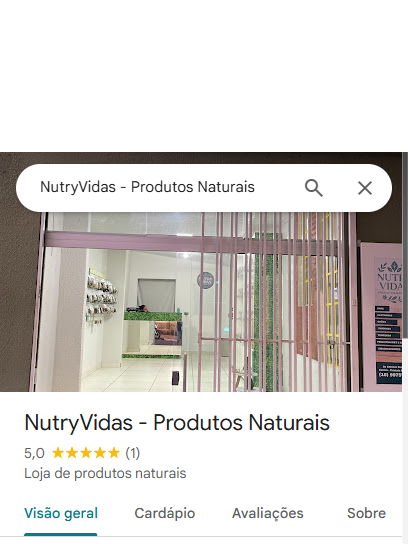 NutryVidas - Produtos Naturais
NUTRY
VIDAS
NutryVidas - Produtos Naturais
5,0 ★★★★★ (1)
Loja de produtos naturais
Visão geral Cardápio Avaliações Sobre